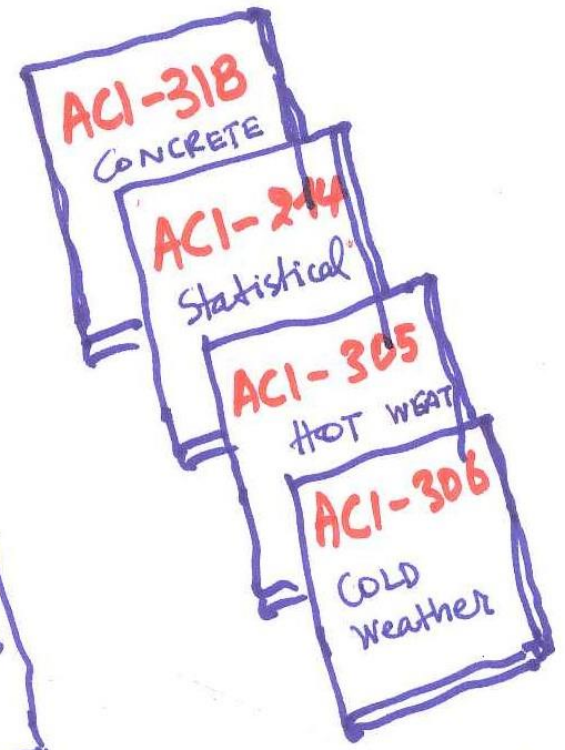 ACI-318
CONCRETE
ACI-214
Statistical
ACI-305
HOT WEAT
ACI-306
COLD
Weather